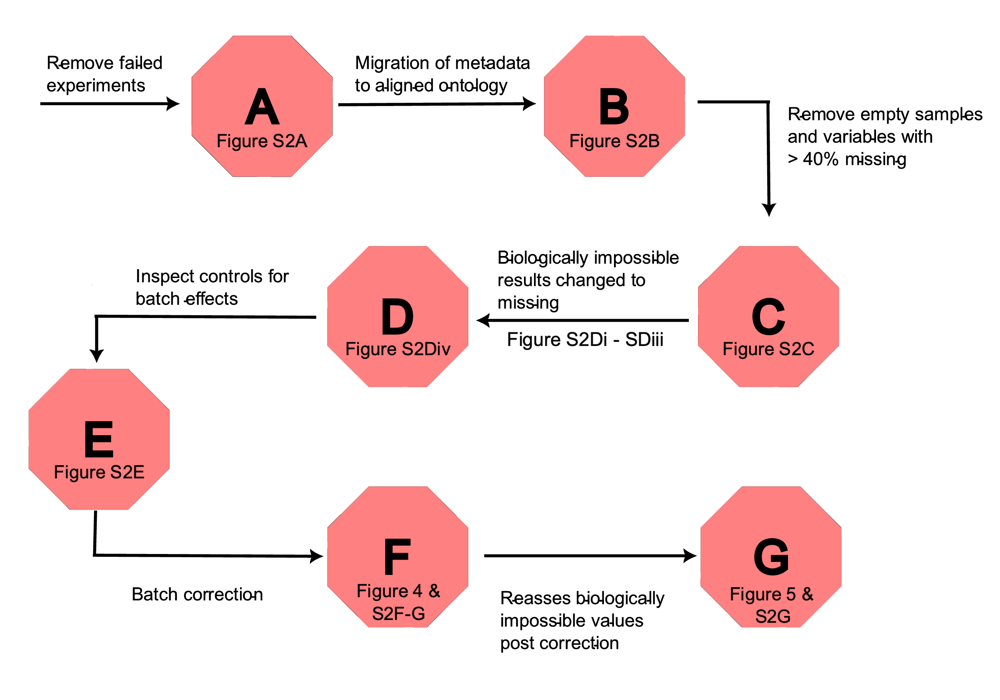 Remove failed
experiments
A
Figure S2A
Migration of metadata
to aligned ontology
B
Figure S2B
Remove empty samples
and variables with
> 40% missing
C
Figure S2C
Biologically impossible
results changed to
missing
Figure S2Di - SDiii
D
Figure S2Div
Inspect controls for
batch effects
E
Figure S2E
Batch correction
F
Figure 4 &
S2F-G
Reasses biologically
impossible values
post correction
G
Figure 5 &
S2G